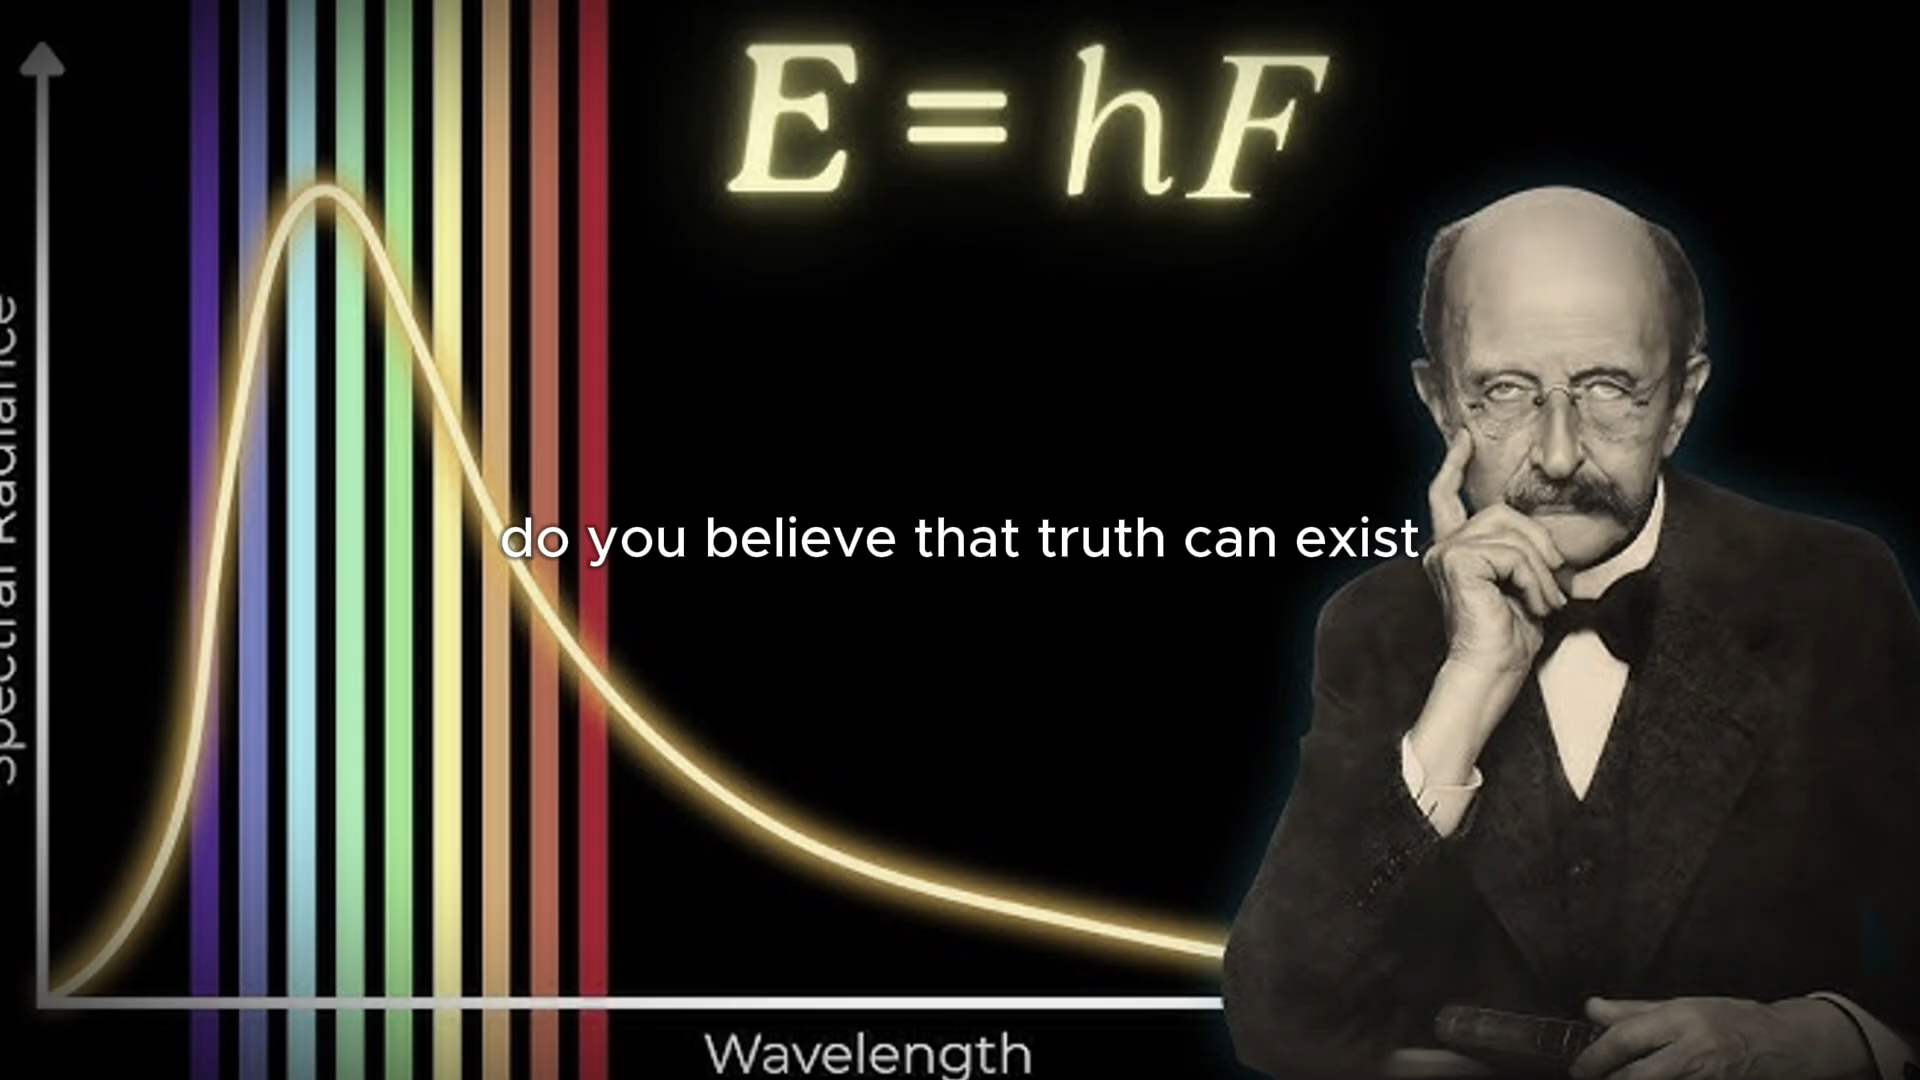 E = hF
Spectral Radiance
do you believe that truth can exist
Wavelength